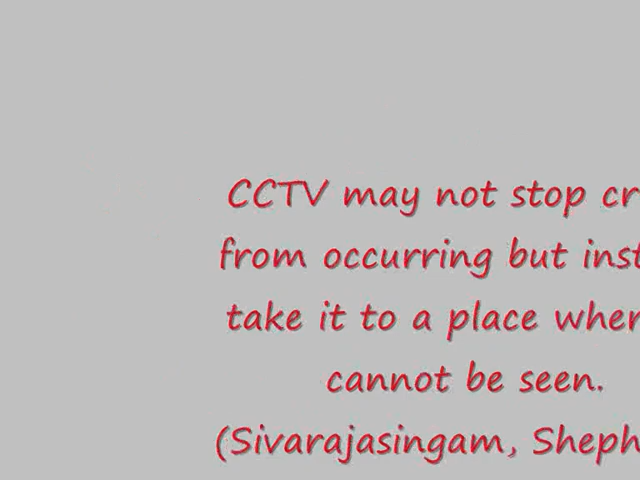 CCTV may not stop cr
from occurring but inst
take it to a place wher
cannot be seen.
(Sivarajasingam, Sheph